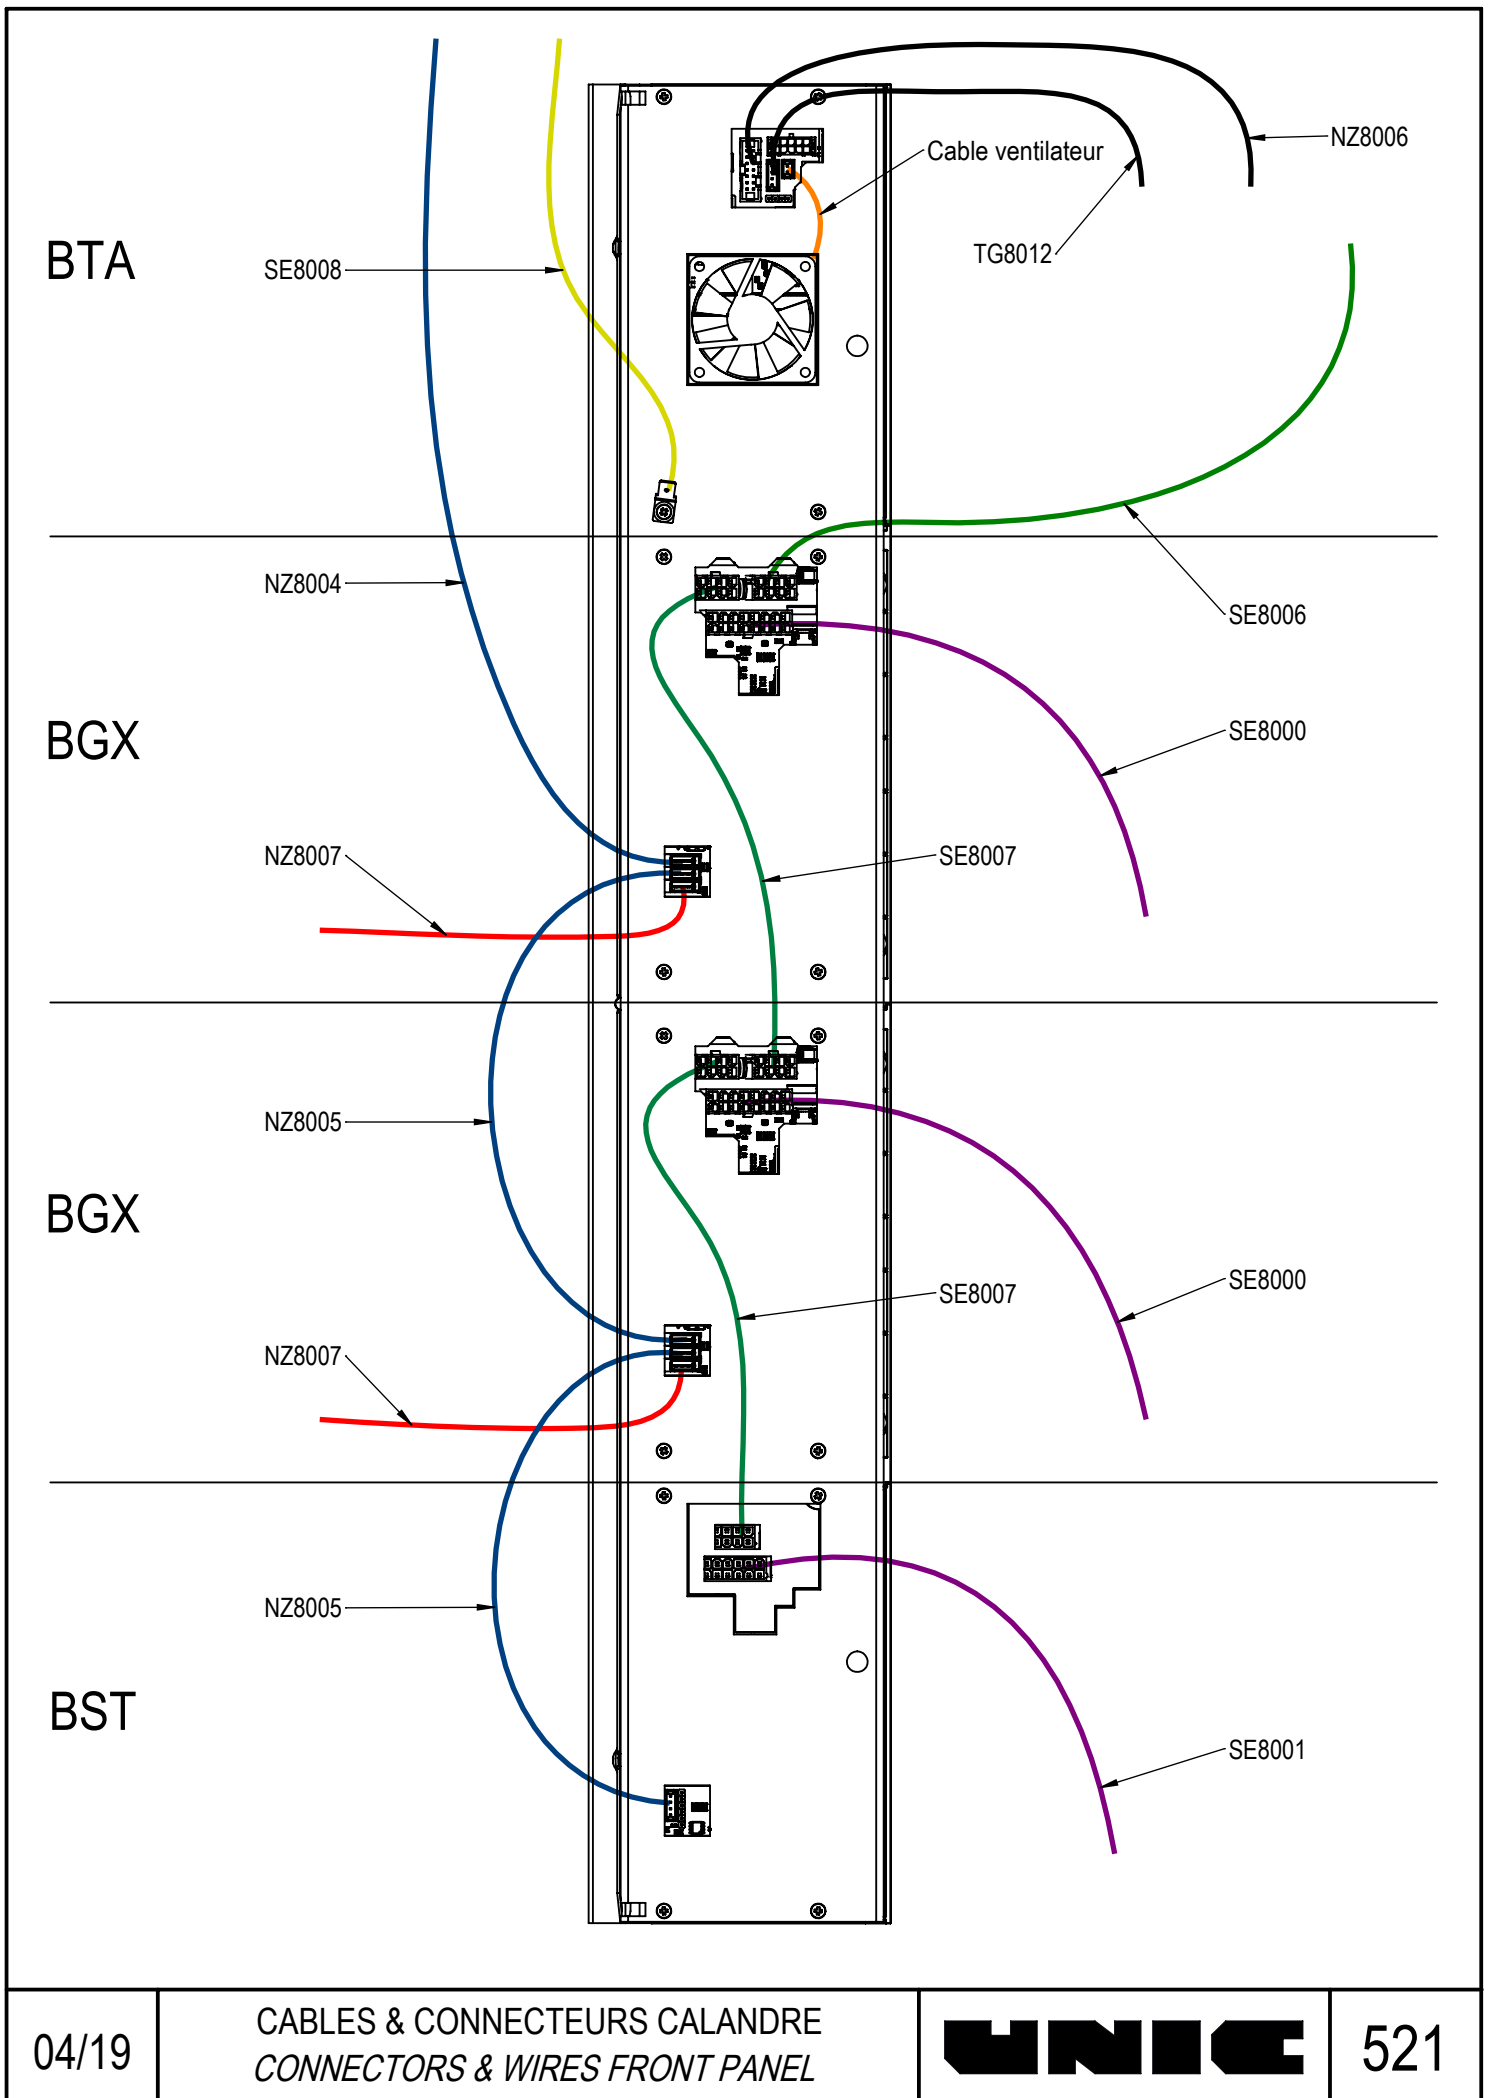 NZ8006
Cable ventilateur
TG8012
BTA
SE8008
NZ8004
SE8006
BGX
SE8000
NZ8007
SE8007
NZ8005
BGX
SE8000
SE8007
NZ8007
NZ8005
BST
SE8001
04/19
CABLES & CONNECTEURS CALANDRE
CONNECTORS & WIRES FRONT PANEL
UNIC
521